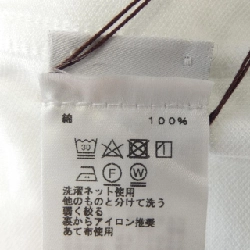 綿 100%
洗濯ネット使用
他のものと分けて洗う
弱く絞る
裏からアイロン推奨
あて布使用